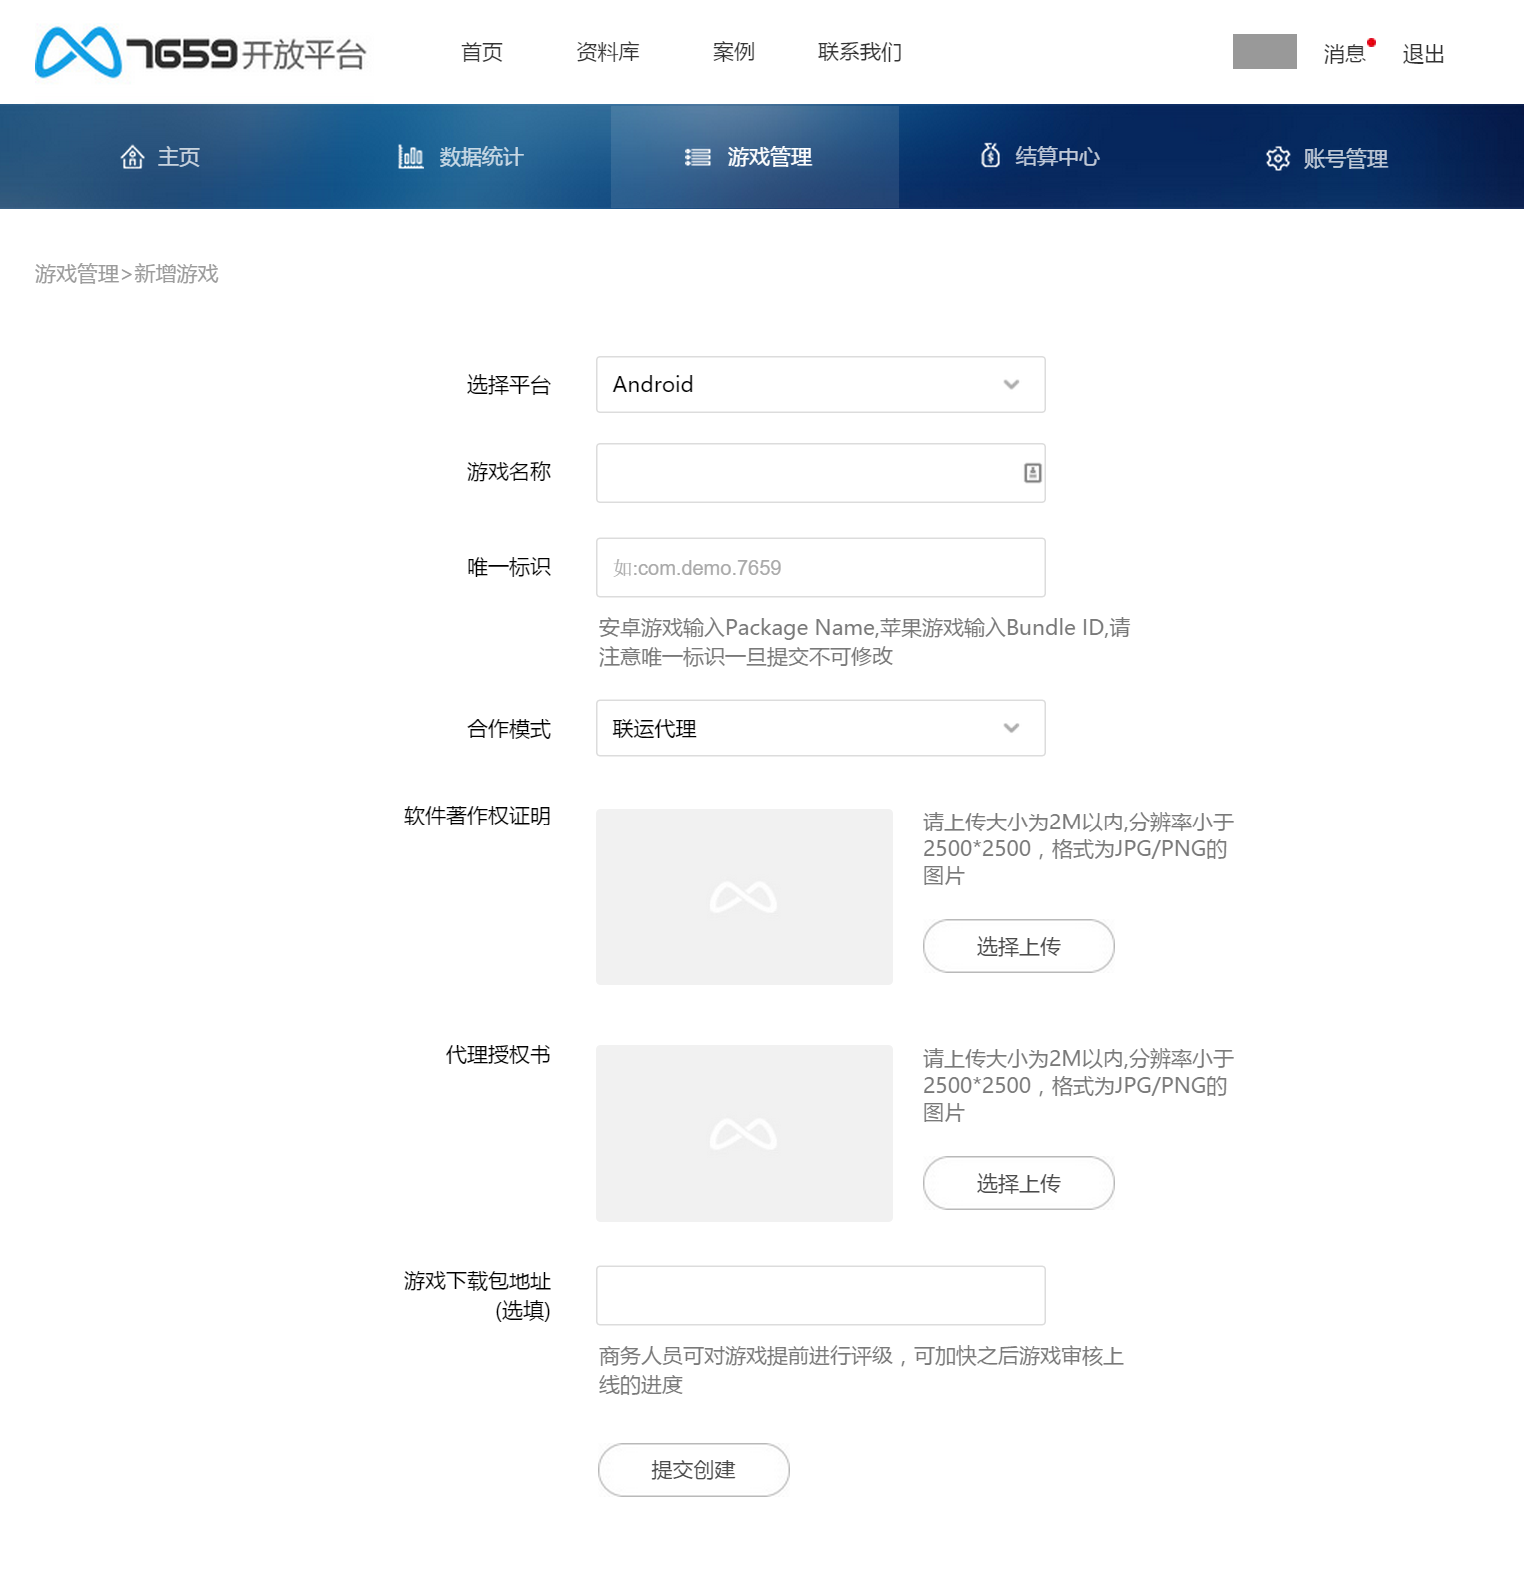 7659开放平台
首页
资料库
案例
联系我们
消息
退出
主页
数据统计
游戏管理
结算中心
账号管理
游戏管理>新增游戏
选择平台
Android
游戏名称
唯一标识
如:com.demo.7659
安卓游戏输入Package Name,苹果游戏输入Bundle ID,请
注意唯一标识一旦提交不可修改
合作模式
联运代理
软件著作权证明
请上传大小为2M以内,分辨率小于
2500*2500，格式为JPG/PNG的
图片
选择上传
代理授权书
请上传大小为2M以内,分辨率小于
2500*2500，格式为JPG/PNG的
图片
选择上传
游戏下载包地址
(选填)
商务人员可对游戏提前进行评级，可加快之后游戏审核上
线的进度
提交创建